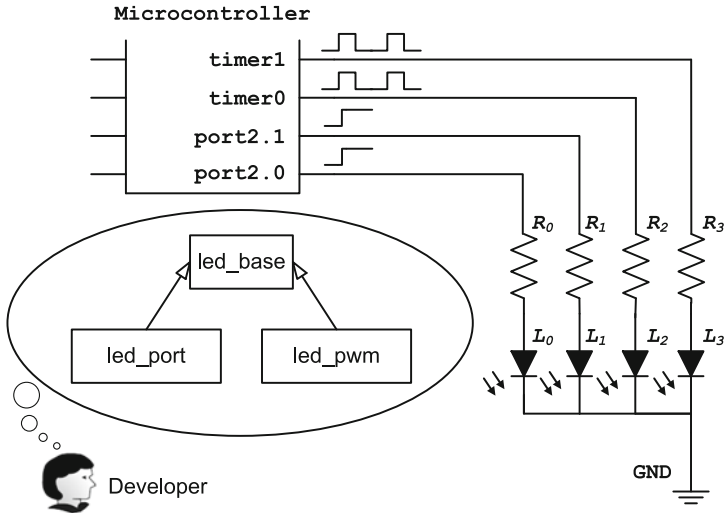 Microcontroller
timer1
timer0
port2.1
port2.0
R0 R1 R2 R3
led_base
led_port led_pwm
L0 L1 L2 L3
GND
Developer